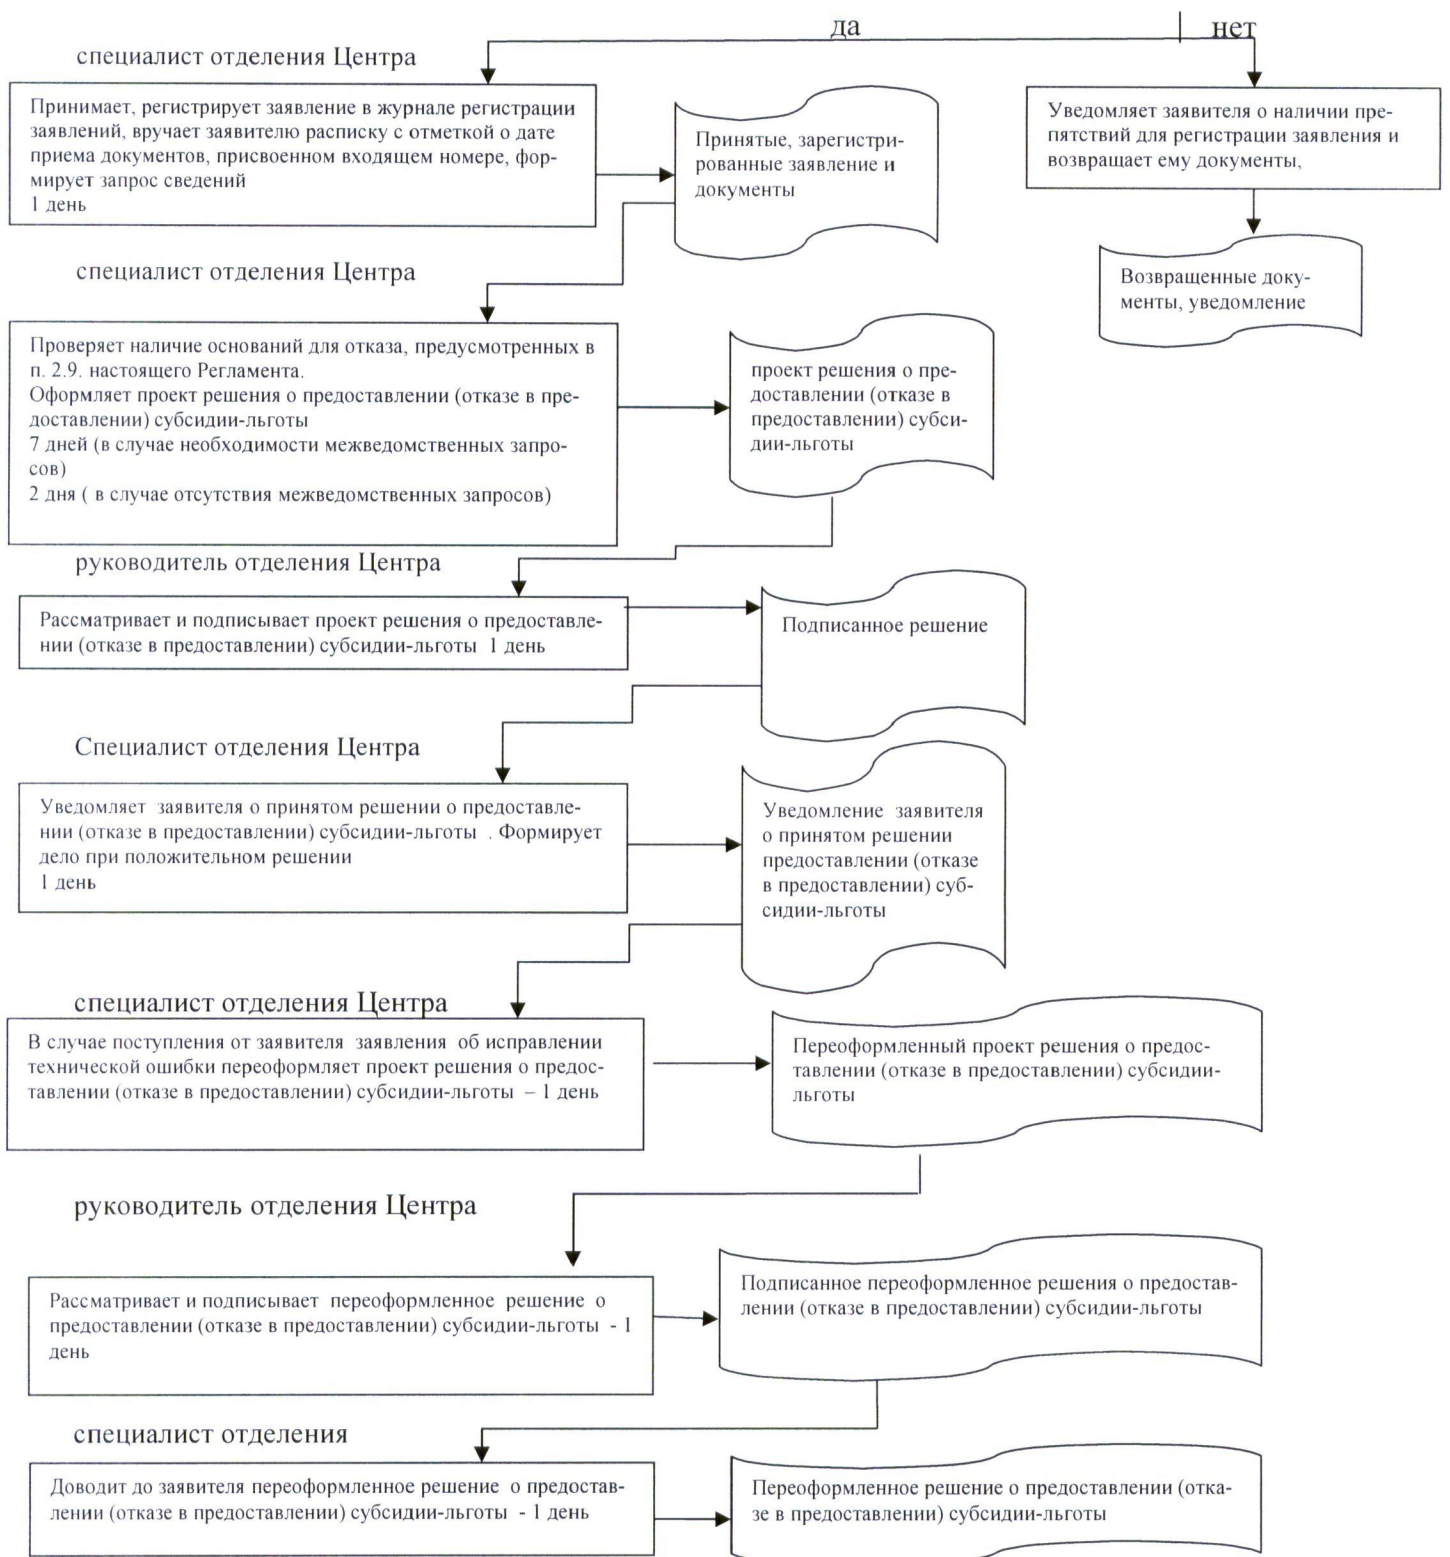 да
нет
специалист отделения Центра
Принимает, регистрирует заявление в журнале регистрации
заявлений, вручает заявителю расписку с отметкой о дате
приема документов, присвоенном входящем номере, фор-
мирует запрос сведений
1 день
Принятые, зарегистри-
рованные заявление и
документы
Уведомляет заявителя о наличии пре-
пятствий для регистрации заявления и
возвращает ему документы,
Возвращенные доку-
менты, уведомление
специалист отделения Центра
Проверяет наличие оснований для отказа, предусмотренных в
п. 2.9. настоящего Регламента.
Оформляет проект решения о предоставлении (отказе в пре-
доставлении) субсидии-льготы
7 дней (в случае необходимости межведомственных запро-
сов)
2 дня ( в случае отсутствия межведомственных запросов)
проект решения о пре-
доставлении (отказе в
предоставлении) субси-
дии-льготы
руководитель отделения Центра
Рассматривает и подписывает проект решения о предоставле-
нии (отказе в предоставлении) субсидии-льготы 1 день
Подписанное решение
Специалист отделения Центра
Уведомляет заявителя о принятом решении о предоставле-
нии (отказе в предоставлении) субсидии-льготы . Формирует
дело при положительном решении
1 день
Уведомление заявителя
о принятом решении
предоставлении (отказе
в предоставлении) суб-
сидии-льготы
специалист отделения Центра
В случае поступления от заявителя заявления об исправлении
технической ошибки переоформляет проект решения о предос-
тавлении (отказе в предоставлении) субсидии-льготы – 1 день
Переоформленный проект решения о предос-
тавлении (отказе в предоставлении) субсидии-
льготы
руководитель отделения Центра
Рассматривает и подписывает переоформленное решение о
предоставлении (отказе в предоставлении) субсидии-льготы - 1
день
Подписанное переоформленное решения о предостав-
лении (отказе в предоставлении) субсидии-льготы
специалист отделения
Доводит до заявителя переоформленное решение о предостав-
лении (отказе в предоставлении) субсидии-льготы - 1 день
Переоформленное решение о предоставлении (отка-
зе в предоставлении) субсидии-льготы